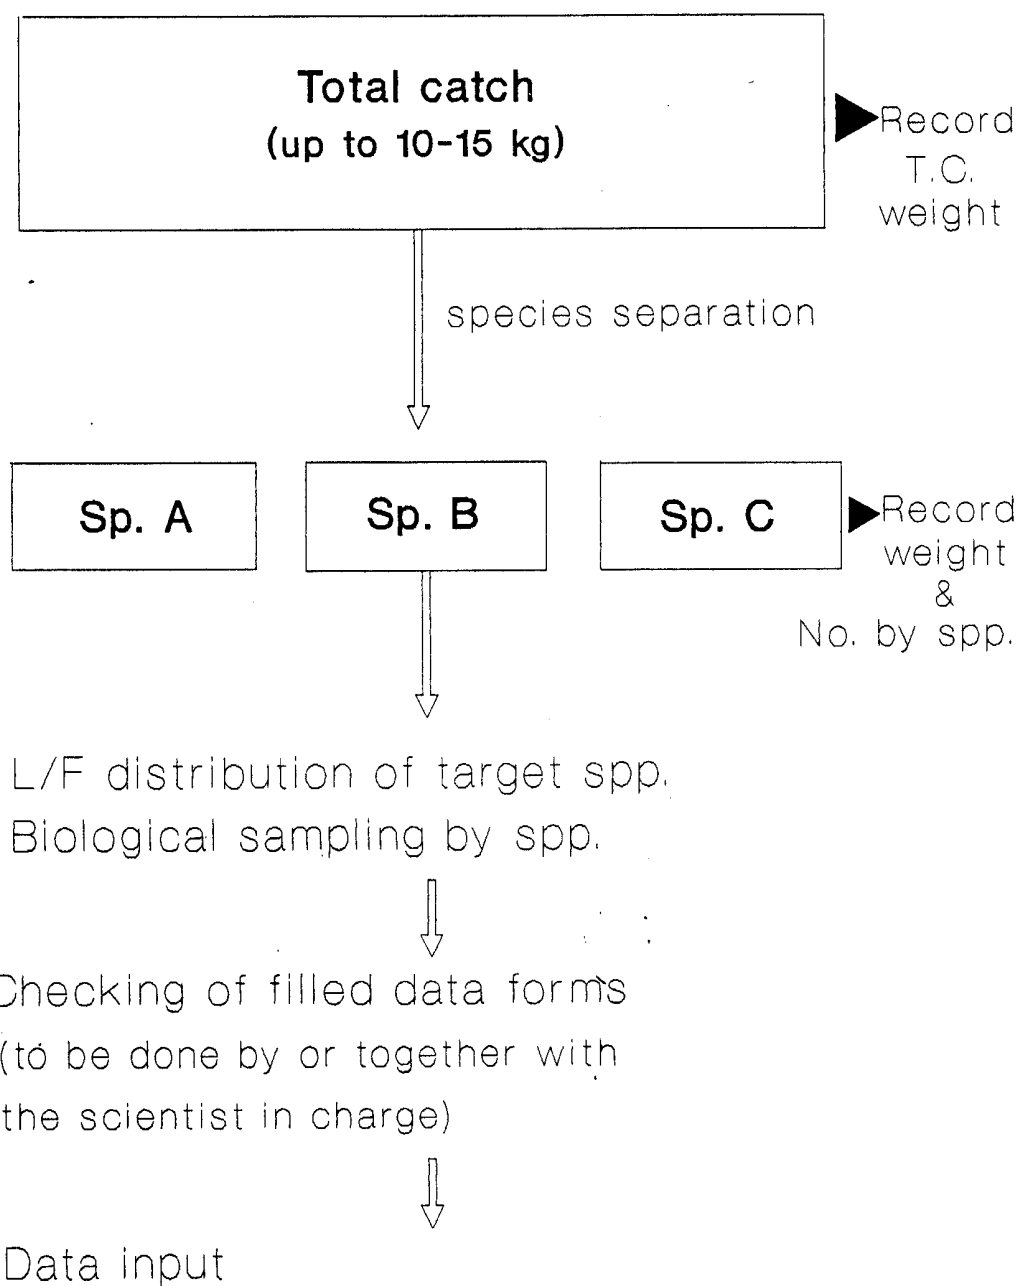 Total catch
(up to 10-15 kg)
Record
T.C.
weight
species separation
Sp. A
Sp. B
Sp. C
Record
weight
&
No. by spp.
L/F distribution of target spp.
Biological sampling by spp.
Checking of filled data forms
(to be done by or together with
the scientist in charge)
Data input